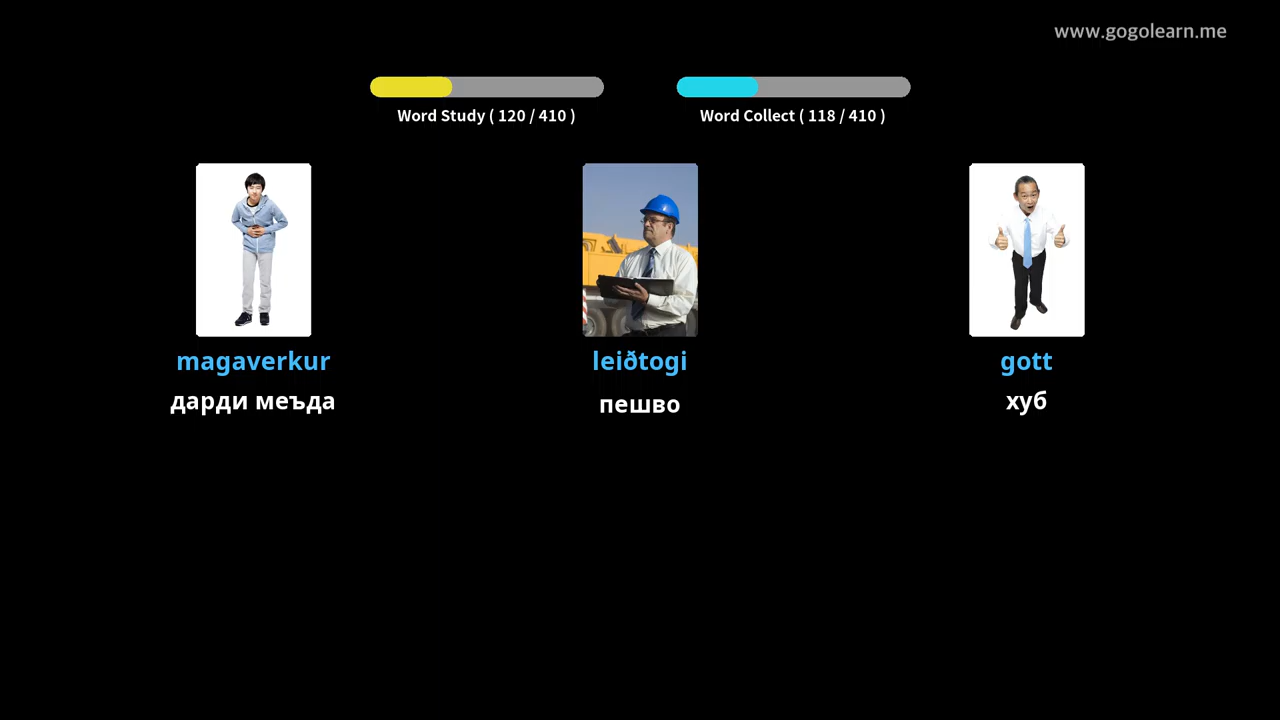 www.gogolearn.me
Word Study ( 120 / 410 )
Word Collect ( 118 / 410 )
magaverkur
leiðtogi
gott
дарди меъда
пешво
хуб